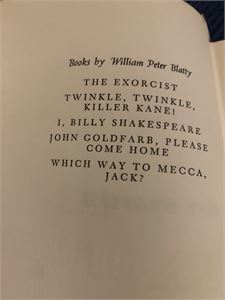 Books by William Peter Blatty
THE EXORCIST
TWINKLE, TWINKLE,
KILLER KANE!
I, BILLY SHAKESPEARE
JOHN GOLDFARB, PLEASE
COME HOME
WHICH WAY TO MECCA,
JACK?